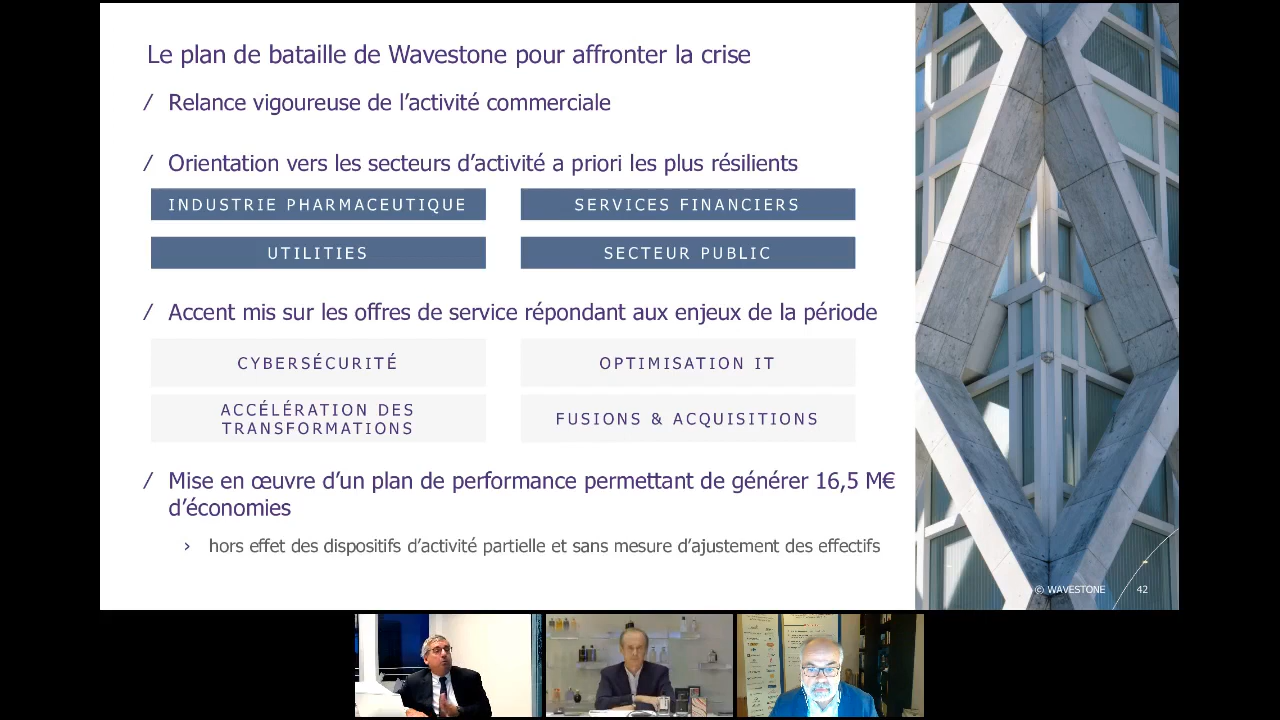 Le plan de bataille de Wavestone pour affronter la crise
/ Relance vigoureuse de l’activité commerciale
/ Orientation vers les secteurs d’activité a priori les plus résilients
INDUSTRIE PHARMACEUTIQUE
SERVICES FINANCIERS
UTILITIES
SECTEUR PUBLIC
/ Accent mis sur les offres de service répondant aux enjeux de la période
CYBERSÉCURITÉ
OPTIMISATION IT
ACCÉLÉRATION DES
TRANSFORMATIONS
FUSIONS & ACQUISITIONS
/ Mise en œuvre d’un plan de performance permettant de générer 16,5 M€
d’économies
› hors effet des dispositifs d’activité partielle et sans mesure d’ajustement des effectifs
© WAVESTONE
42